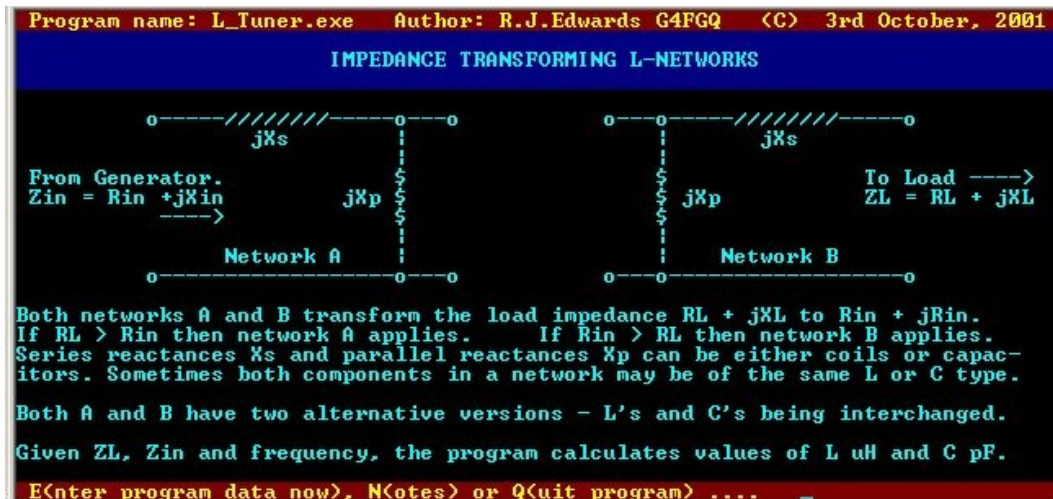 Program name: L_Tuner.exe   Author: R.J.Edwards G4FGQ   (C)  3rd October, 2001
IMPEDANCE TRANSFORMING L-NETWORKS
o-----////////-----o---o                o---o-----////////-----o
jXs                                     jXs
From Generator.                                        To Load ---->
Zin = Rin +jXin          jXp $                $ jXp          ZL = RL + jXL
---->
Network A                                Network B
o------------------o---o                o---o------------------o
Both networks A and B transform the load impedance RL + jXL to Rin + jRin.
If RL > Rin then network A applies.     If Rin > RL then network B applies.
Series reactances Xs and parallel reactances Xp can be either coils or capac-
itors. Sometimes both components in a network may be of the same L or C type.
Both A and B have two alternative versions - L's and C's being interchanged.
Given ZL, Zin and frequency, the program calculates values of L uH and C pF.
E(nter program data now), N(otes) or Q(uit program) .... _